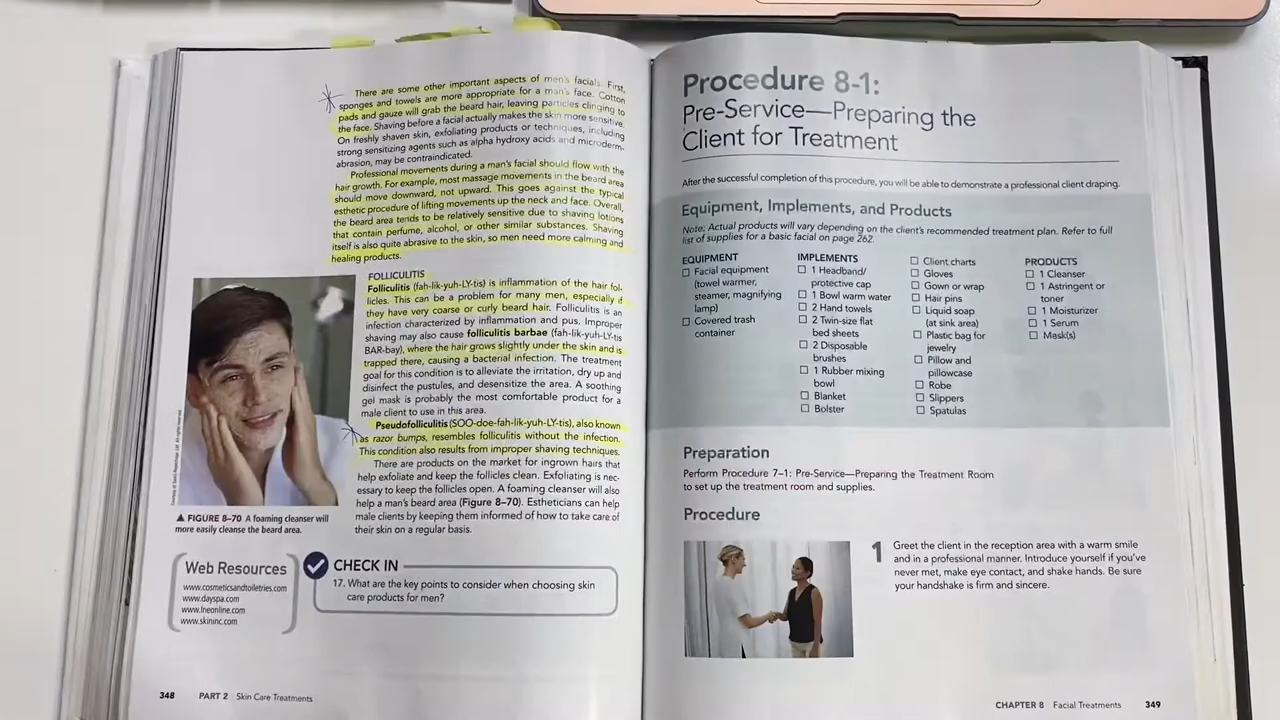 There are some other important aspects of men's facials. First,
sponges and towels are more appropriate for a man's face. Cotton
pads and gauze will grab the beard hair, leaving particles clinging to
the face. Shaving before a facial actually makes the skin more sensitive.
On freshly shaven skin, exfoliating products or techniques, including
strong sensitizing agents such as alpha hydroxy acids and microderm-
abrasion, may be contraindicated.
Professional movements during a man's facial should flow with the
hair growth. For example, most massage movements in the beard area
should move downward, not upward. This goes against the typical
esthetic procedure of lifting movements up the neck and face. Overall,
the beard area tends to be relatively sensitive due to shaving lotions
that contain perfume, alcohol, or other similar substances. Shaving
itself is also quite abrasive to the skin, so men need more calming and
healing products.
FOLLICULITIS
Folliculitis (fah-lik-yuh-LY-tis) is inflammation of the hair fol-
licles. This can be a problem for many men, especially if
they have very coarse or curly beard hair. Folliculitis is an
infection characterized by inflammation and pus. Improper
shaving may also cause folliculitis barbae (fah-lik-yuh-LY-tis
BAR-bay), where the hair grows slightly under the skin and is
trapped there, causing a bacterial infection. The treatment
goal for this condition is to alleviate the irritation, dry up and
disinfect the pustules, and desensitize the area. A soothing
gel mask is probably the most comfortable product for a
male client to use in this area.
Pseudofolliculitis (SOO-doe-fah-lik-yuh-LY-tis), also known
as razor bumps, resembles folliculitis without the infection.
This condition also results from improper shaving techniques.
There are products on the market for ingrown hairs that
help exfoliate and keep the follicles clean. Exfoliating is nec-
essary to keep the follicles open. A foaming cleanser will also
help a man's beard area (Figure 8–70). Estheticians can help
male clients by keeping them informed of how to take care of
their skin on a regular basis.
▲ FIGURE 8–70 A foaming cleanser will
more easily cleanse the beard area.
Web Resources
www.cosmeticsandtoiletries.com
www.dayspa.com
www.lneonline.com
www.skininc.com
CHECK IN
17. What are the key points to consider when choosing skin
care products for men?
348 PART 2 Skin Care Treatments
Procedure 8-1:
Pre-Service—Preparing the
Client for Treatment
After the successful completion of this procedure, you will be able to demonstrate a professional client draping.
Equipment, Implements, and Products
Note: Actual products will vary depending on the client's recommended treatment plan. Refer to full
list of supplies for a basic facial on page 262.
EQUIPMENT
☐ Facial equipment
(towel warmer,
steamer, magnifying
lamp)
☐ Covered trash
container
IMPLEMENTS
☐ 1 Headband/
protective cap
☐ 1 Bowl warm water
☐ 2 Hand towels
☐ 2 Twin-size flat
bed sheets
☐ 2 Disposable
brushes
☐ 1 Rubber mixing
bowl
☐ Blanket
☐ Bolster
☐ Client charts
☐ Gloves
☐ Gown or wrap
☐ Hair pins
☐ Liquid soap
(at sink area)
☐ Plastic bag for
jewelry
☐ Pillow and
pillowcase
☐ Robe
☐ Slippers
☐ Spatulas
PRODUCTS
☐ 1 Cleanser
☐ 1 Astringent or
toner
☐ 1 Moisturizer
☐ 1 Serum
☐ Mask(s)
Preparation
Perform Procedure 7–1: Pre-Service—Preparing the Treatment Room
to set up the treatment room and supplies.
Procedure
1 Greet the client in the reception area with a warm smile
and in a professional manner. Introduce yourself if you've
never met, make eye contact, and shake hands. Be sure
your handshake is firm and sincere.
CHAPTER 8 Facial Treatments 349